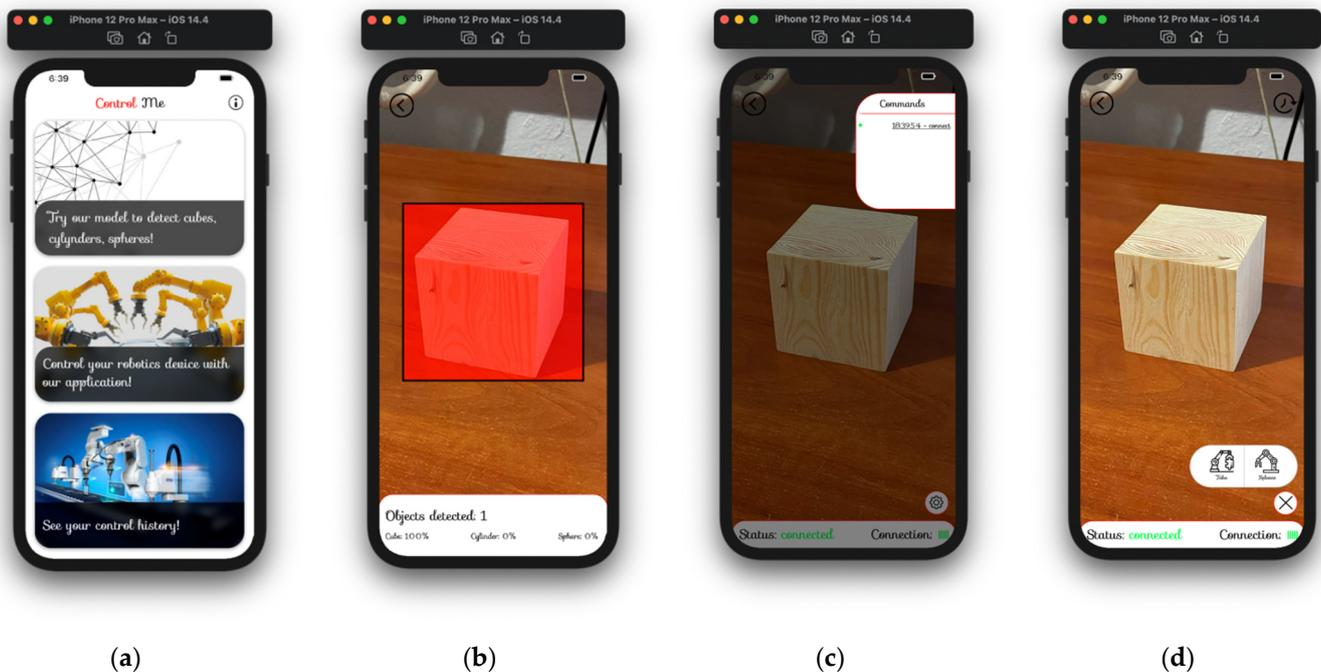 iPhone 12 Pro Max – iOS 14.4
6:39
Control Me
Try our model to detect cubes,
cylynders, spheres!
Control your robotics device with
our application!
See your control history!
(a)
iPhone 12 Pro Max – iOS 14.4
6:39
Objects detected: 1
Cube: 100% Cylinder: 0% Sphere: 0%
(b)
iPhone 12 Pro Max – iOS 14.4
6:39
Commands
183954 - connect
Status: connected
Connection:
(c)
iPhone 12 Pro Max – iOS 14.4
6:39
Take
Status: connected
Connection:
(d)